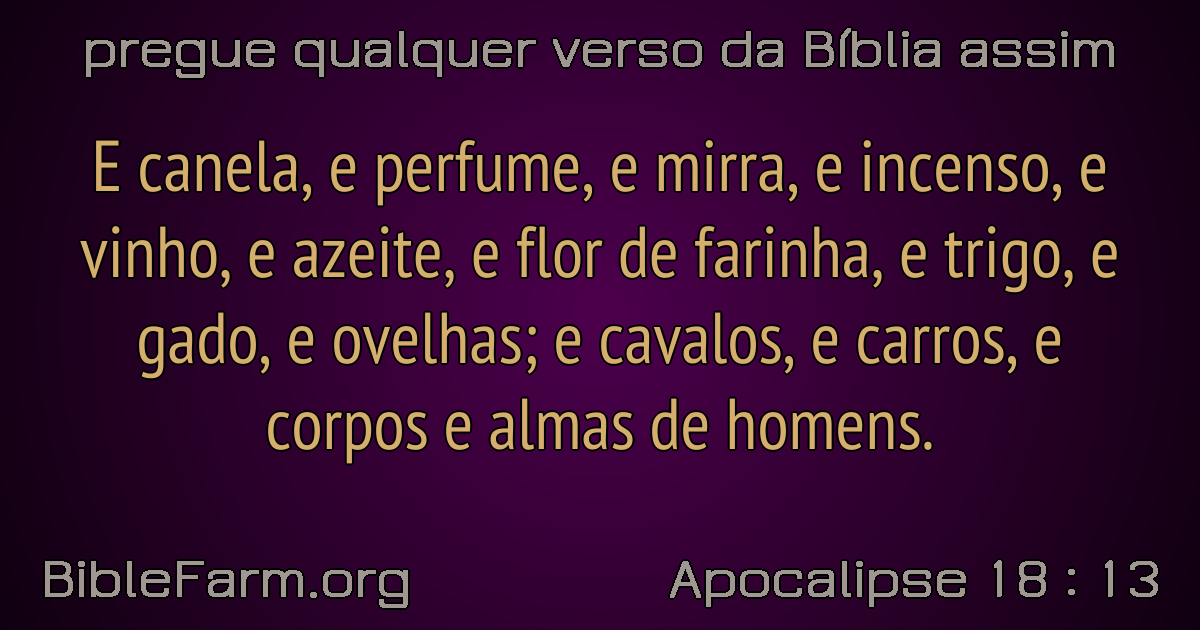 pregue qualquer verso da Bíblia assim
E canela, e perfume, e mirra, e incenso, e
vinho, e azeite, e flor de farinha, e trigo, e
gado, e ovelhas; e cavalos, e carros, e
corpos e almas de homens.
BibleFarm.org
Apocalipse 18 : 13